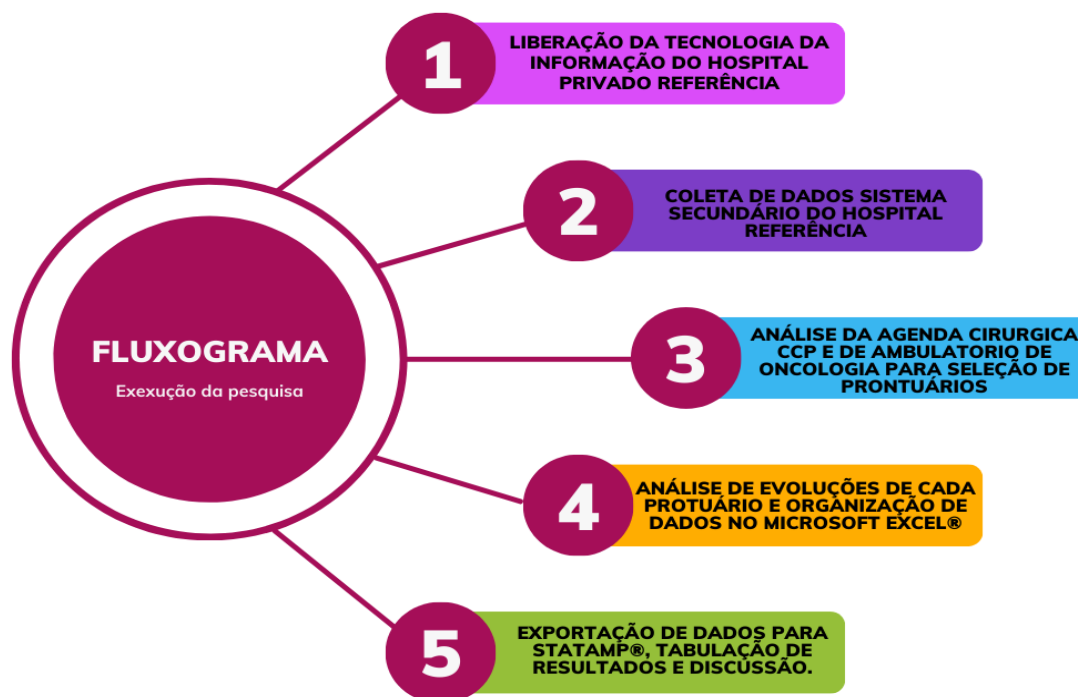 1
LIBERAÇÃO DA TECNOLOGIA DA
INFORMAÇÃO DO HOSPITAL
PRIVADO REFERÊNCIA
2
COLETA DE DADOS SISTEMA
SECUNDÁRIO DO HOSPITAL
REFERÊNCIA
FLUXOGRAMA
Exexução da pesquisa
3
ANÁLISE DA AGENDA CIRURGICA
CCP E DE AMBULATORIO DE
ONCOLOGIA PARA SELEÇÃO DE
PRONTUÁRIOS
4
ANÁLISE DE EVOLUÇÕES DE CADA
PROTUÁRIO E ORGANIZAÇÃO DE
DADOS NO MICROSOFT EXCEL®
5
EXPORTAÇÃO DE DADOS PARA
STATAMP®, TABULAÇÃO DE
RESULTADOS E DISCUSSÃO.